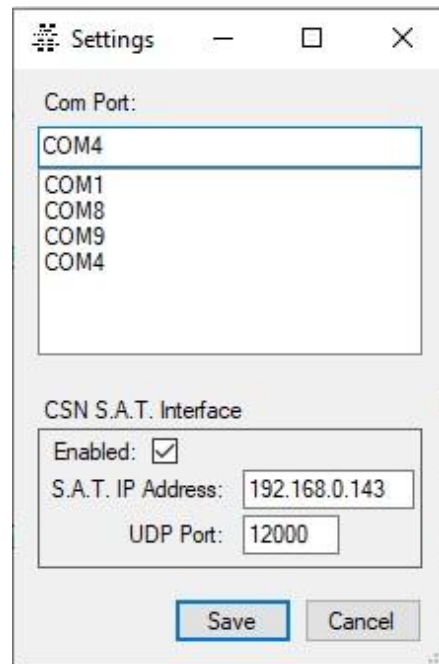 Settings
Com Port:
COM4
COM1
COM8
COM9
COM4
CSN S.A.T. Interface
Enabled:
S.A.T. IP Address: 192.168.0.143
UDP Port: 12000
Save Cancel